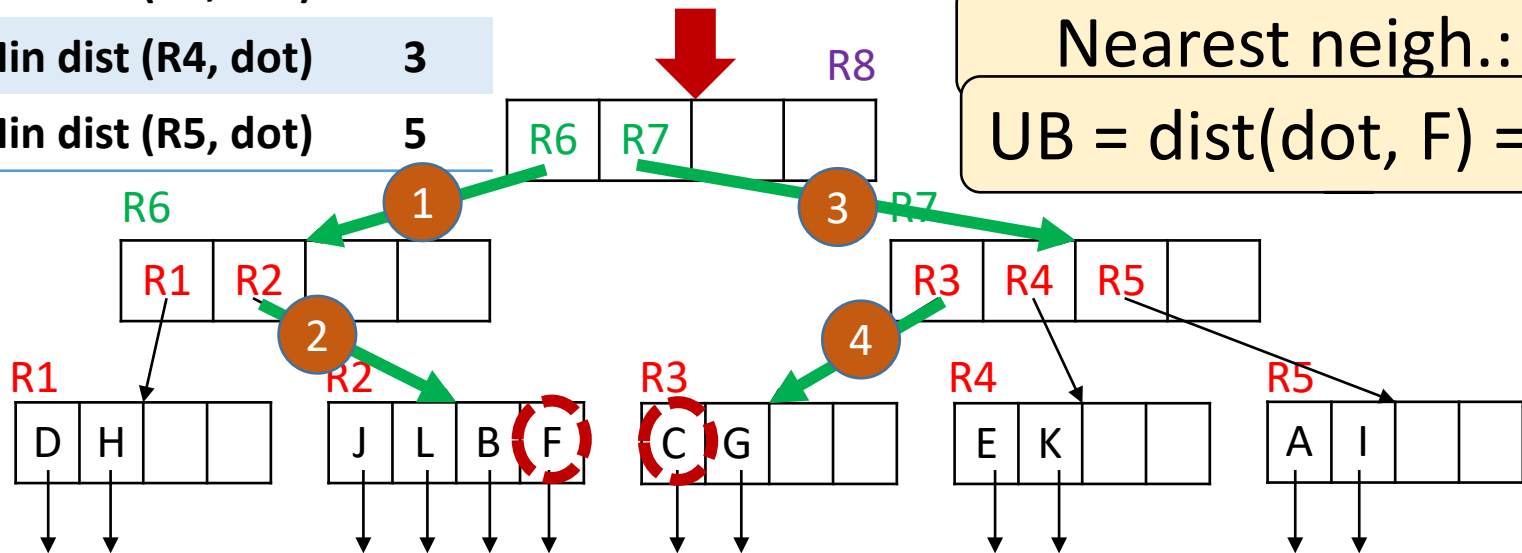 Min dist (R4, dot) 3
Min dist (R5, dot) 5
Nearest neigh.:
UB = dist(dot, F) =
R8
R6 R7
1
3
R6
R7
R1 R2
R3 R4 R5
2
4
R1
R2
R3
R4
R5
D H
J L B F
C G
E K
A I